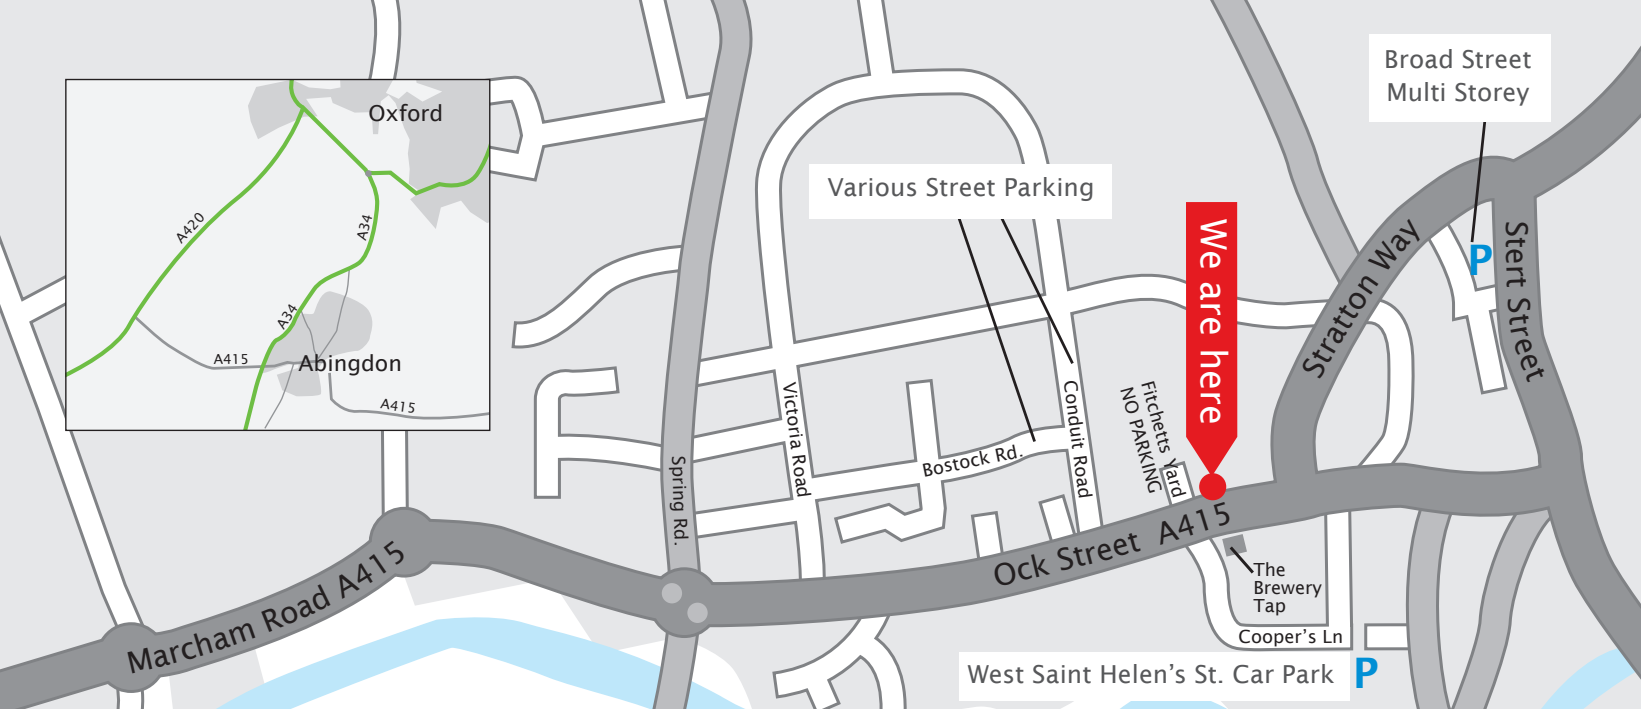 Oxford
A420
A34
A34
A415
Abingdon
A415
Various Street Parking
Broad Street
Multi Storey
P
Stert Street
Stratton Way
We are here
Fitchetts Yard
NO PARKING
Conduit Road
Bostock Rd.
Victoria Road
Spring Rd.
Marcham Road A415
Ock Street A415
The
Brewery
Tap
Cooper's Ln
West Saint Helen's St. Car Park P